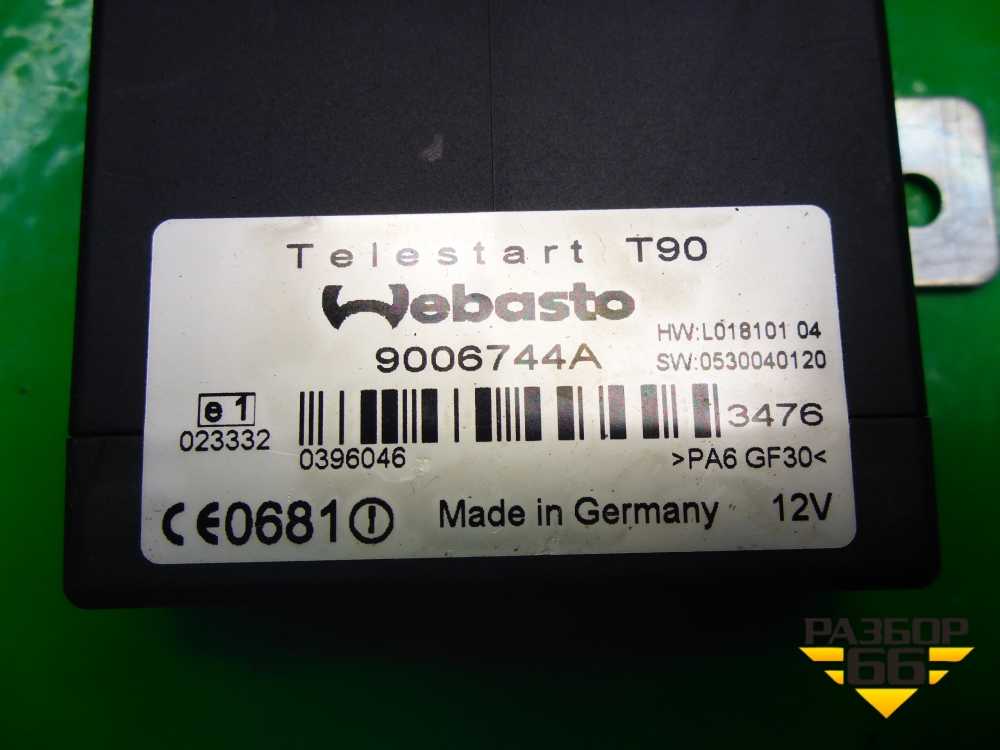 Telestart T90
Webasto
HW:L018101 04
9006744A
SW:0530040120
e1
023332
3476
0396046
>PA6 GF30<
CE0681
Made in Germany
12V
РАЗБОР
66